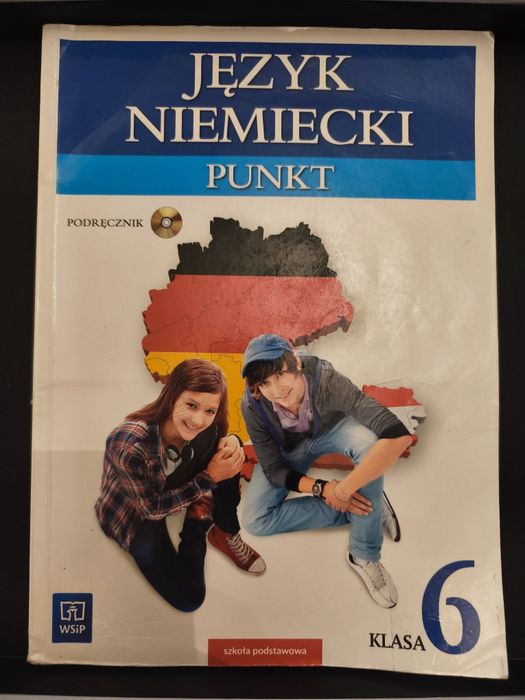 JĘZYK
NIEMIECKI
PUNKT
PODRĘCZNIK
WSiP
szkoła podstawowa
KLASA 6